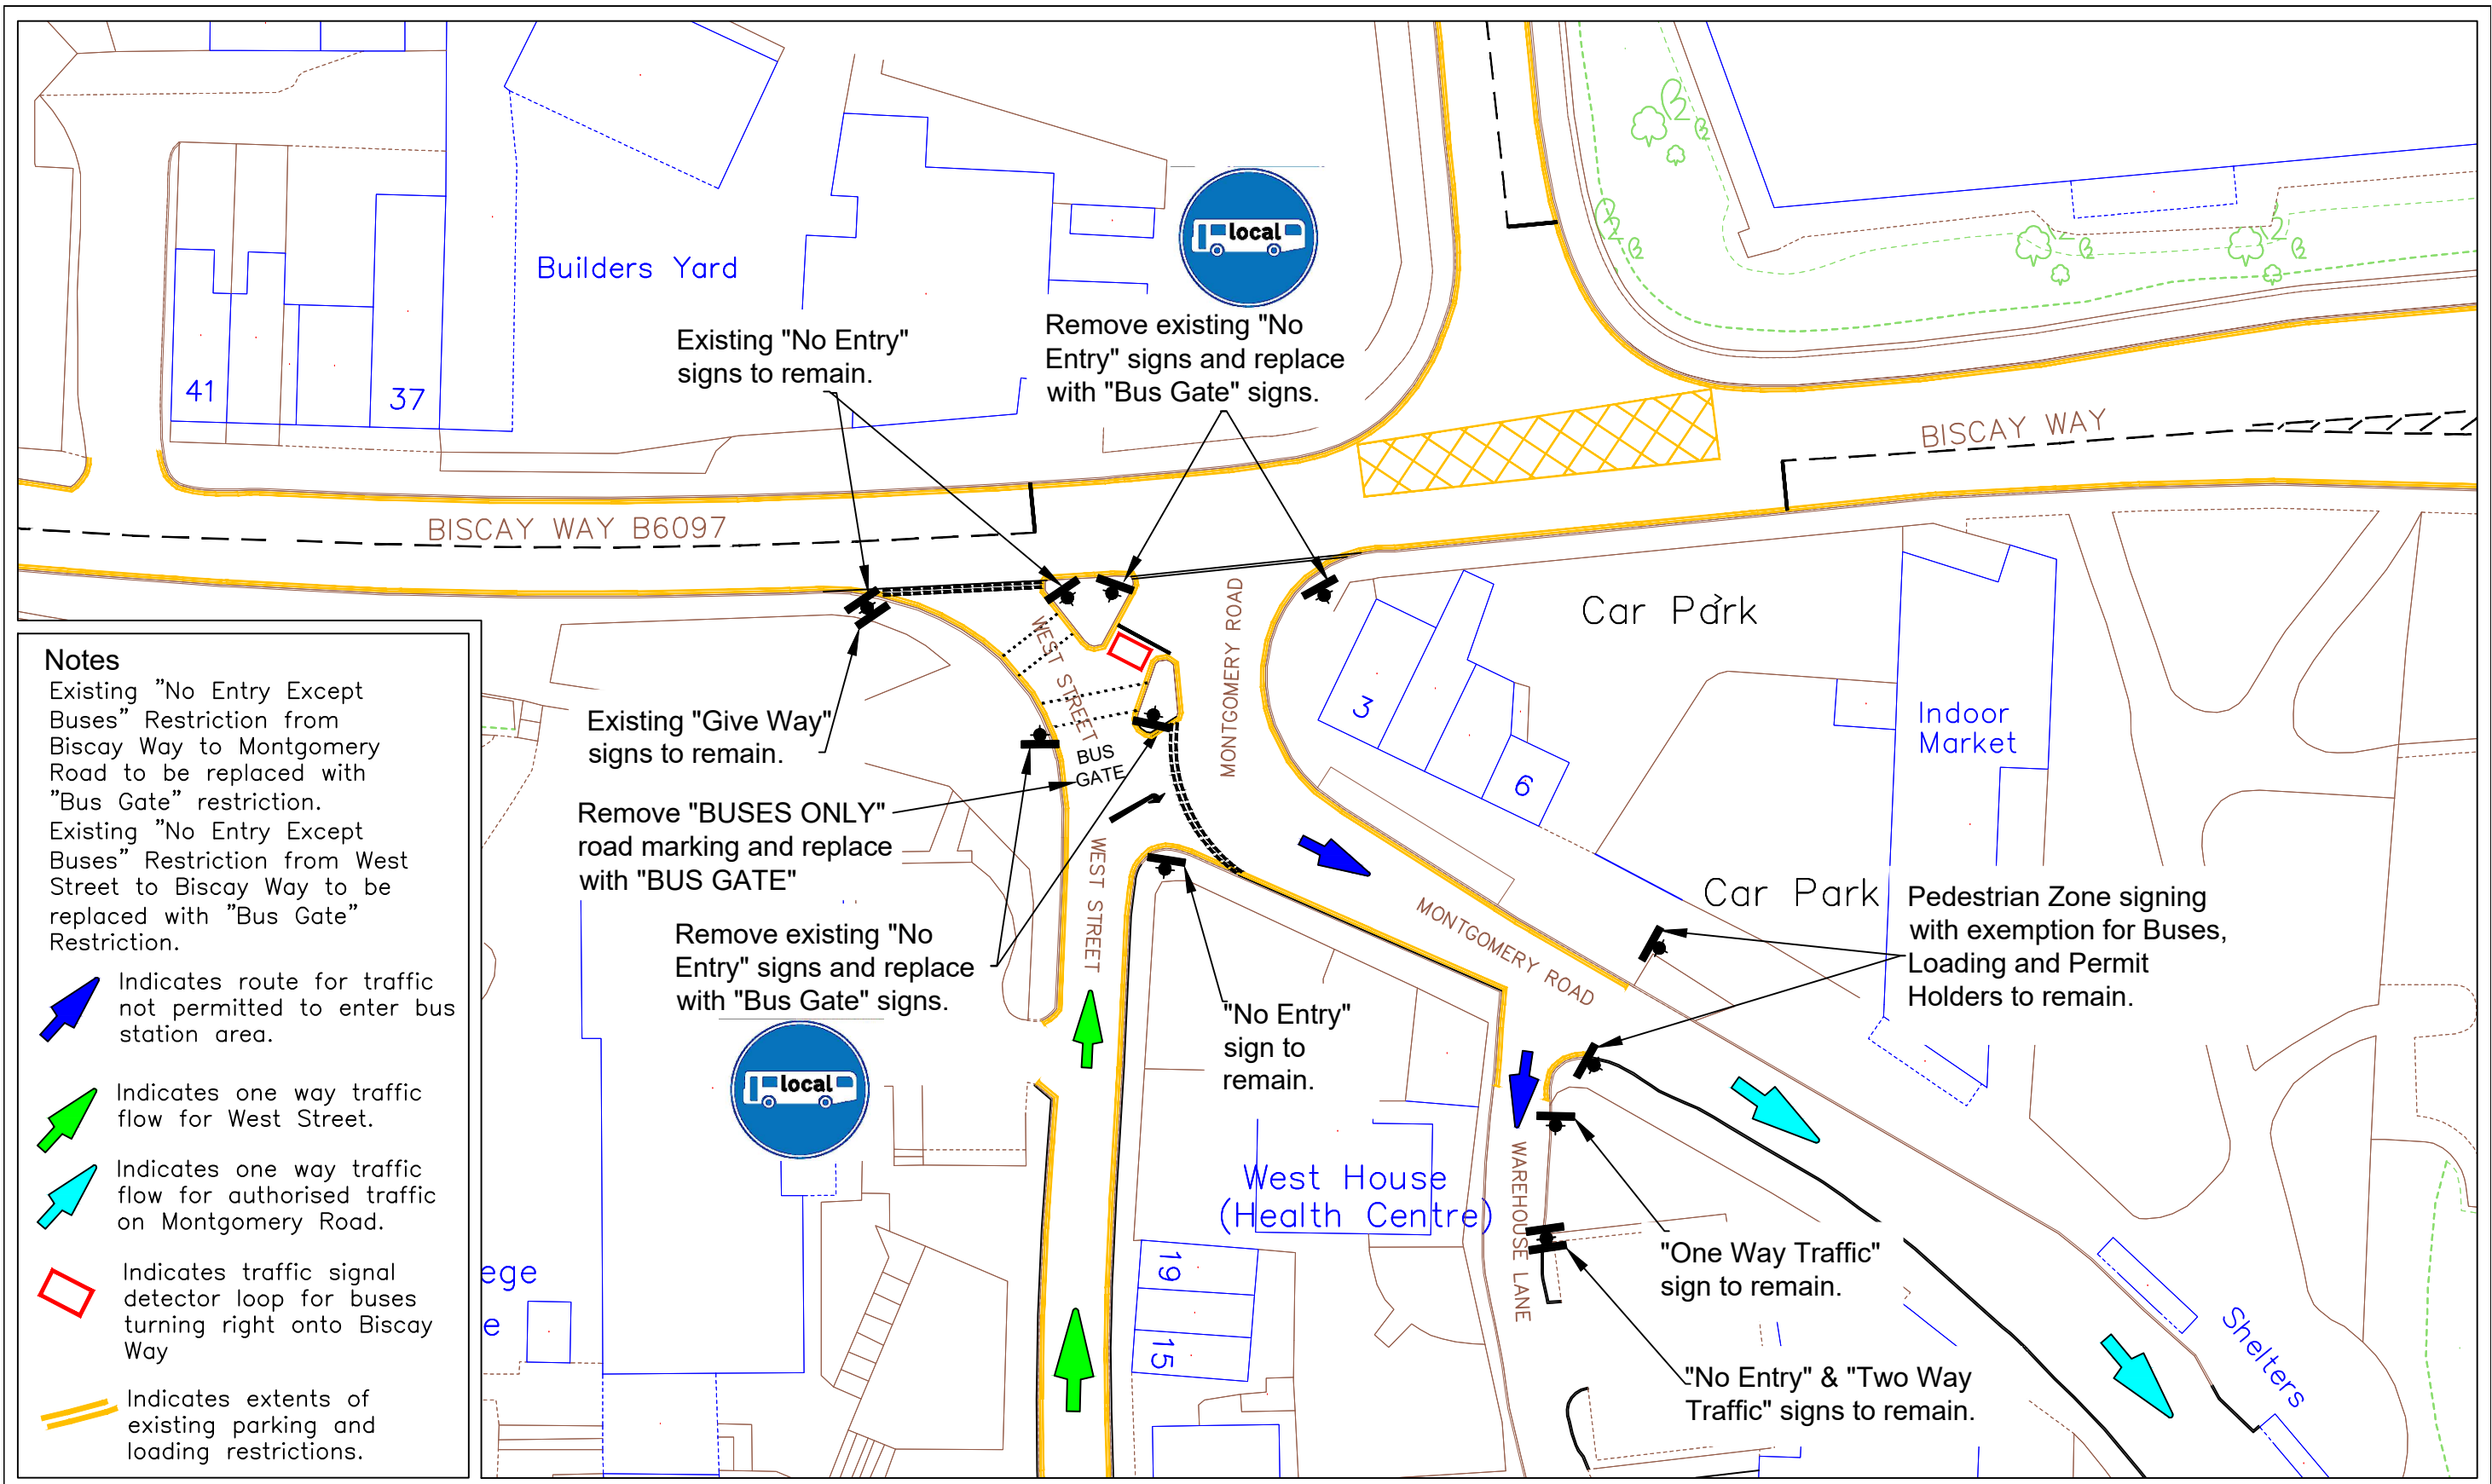 41
37
Builders Yard
local
Existing "No Entry"
signs to remain.
Remove existing "No
Entry" signs and replace
with "Bus Gate" signs.
BISCAY WAY
BISCAY WAY B6097
MONTGOMERY ROAD
WEST STREET
Car Park
3
6
Indoor
Market
Existing "Give Way"
signs to remain.
BUS
GATE
Remove "BUSES ONLY"
road marking and replace
with "BUS GATE"
WEST STREET
MONTGOMERY ROAD
Car Park
Pedestrian Zone signing
with exemption for Buses,
Loading and Permit
Holders to remain.
Remove existing "No
Entry" signs and replace
with "Bus Gate" signs.
local
"No Entry"
sign to
remain.
West House
(Health Centre)
WAREHOUSE LANE
19
15
ege
e
"One Way Traffic"
sign to remain.
"No Entry" & "Two Way
Traffic" signs to remain.
Shelters
Notes
Existing "No Entry Except
Buses" Restriction from
Biscay Way to Montgomery
Road to be replaced with
"Bus Gate" restriction.
Existing "No Entry Except
Buses" Restriction from West
Street to Biscay Way to be
replaced with "Bus Gate"
Restriction.
Indicates route for traffic
not permitted to enter bus
station area.
Indicates one way traffic
flow for West Street.
Indicates one way traffic
flow for authorised traffic
on Montgomery Road.
Indicates traffic signal
detector loop for buses
turning right onto Biscay
Way
Indicates extents of
existing parking and
loading restrictions.